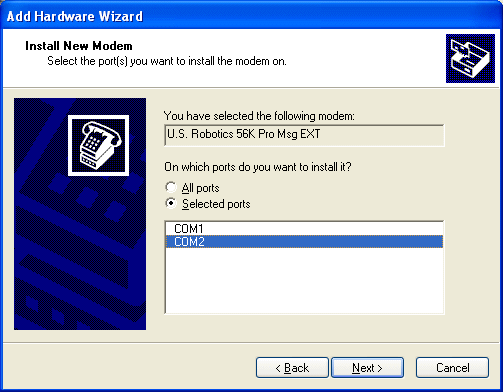 Add Hardware Wizard
Install New Modem
Select the port(s) you want to install the modem on.
You have selected the following modem:
U.S. Robotics 56K Pro Msg EXT
On which ports do you want to install it?
All ports
Selected ports
COM1
COM2
< Back
Next >
Cancel